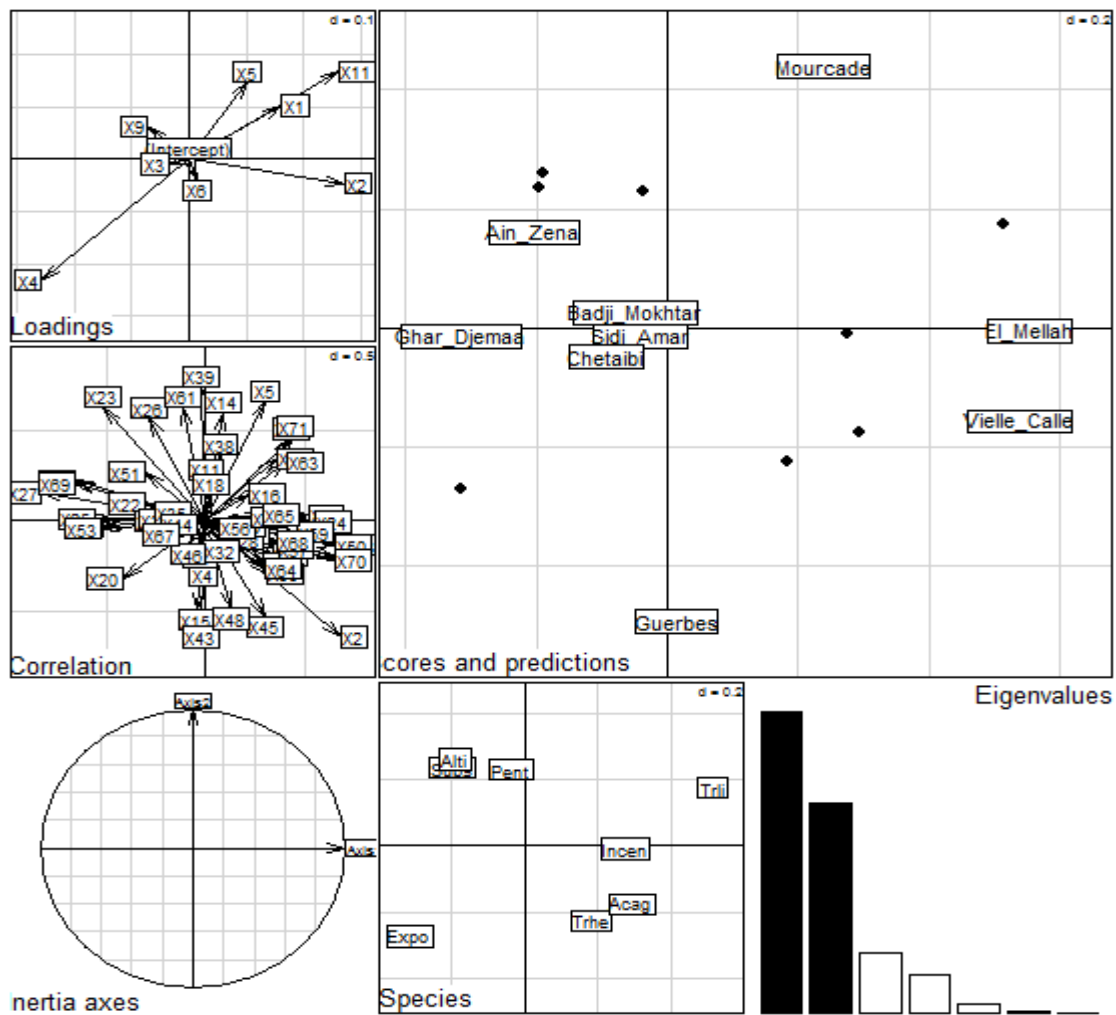 d = 0.1
X5
X11
X1
X9
(Intercept)
X3
X6
X2
X4
Loadings
d = 0.2
Mourcade
Ain_Zena
Badji_Mokhtar
Ghar_Djemaa
Sidi_Amar
El_Mellah
Chetaibi
Vielle_Calle
Guerbes
cores and predictions
d = 0.5
X39
X23
X61
X5
X26
X14
X71
X38
X63
X11
X51
X69
X18
X27
X16
X22
X65
X53
X56
X67
X59
X68
X50
X46
X32
X70
X64
X20
X4
X15
X48
X45
X43
X2
Correlation
Axis2
Axis
nertia axes
d = 0.2
Alti
Pent
Trli
Incen
Acag
Trhe
Expo
Species
Eigenvalues